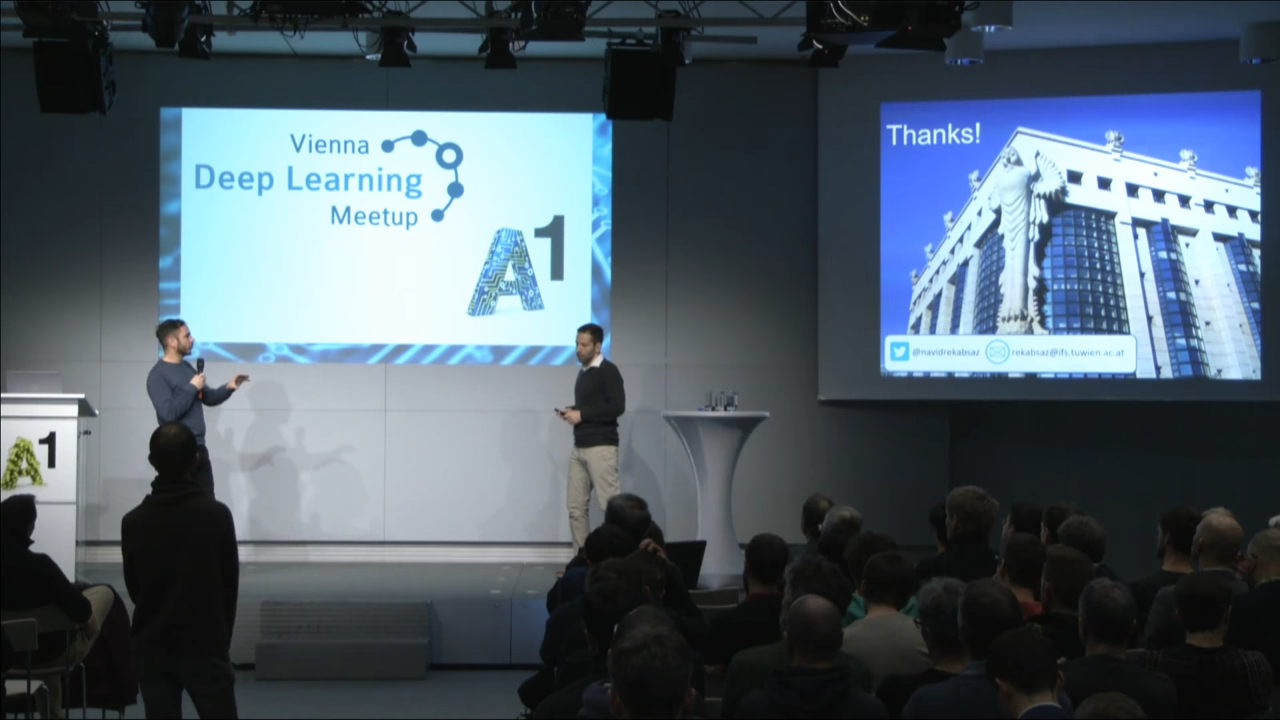 Vienna
Deep Learning
Meetup
A1
Thanks!
@navidrekabsaz
rekabsaz@ifs.tuwien.ac.at
A1